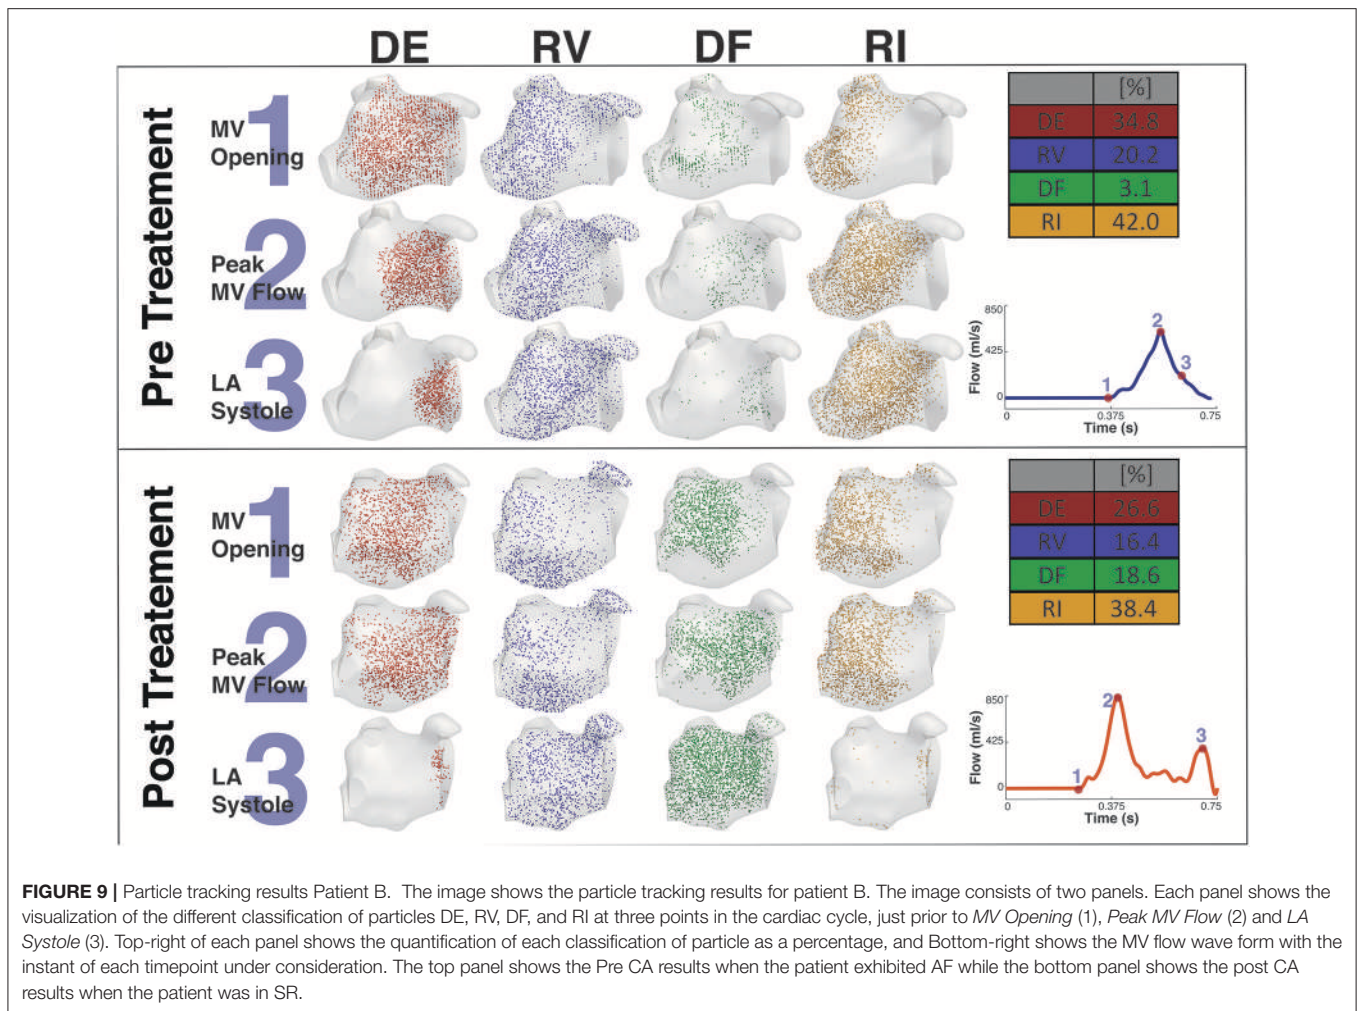 DE RV DF RI
Pre Treatement
1
MV
Opening
2
Peak
MV Flow
3
LA
Systole
[%]
DE 34.8
RV 20.2
DF 3.1
RI 42.0
Flow (ml/s)
850
425
0
1
2
3
0 0.375 0.75
Time (s)
Post Treatement
1
MV
Opening
2
Peak
MV Flow
3
LA
Systole
[%]
DE 26.6
RV 16.4
DF 18.6
RI 38.4
Flow (ml/s)
850
425
0
1
2
3
0 0.375 0.75
Time (s)
FIGURE 9 | Particle tracking results Patient B. The image shows the particle tracking results for patient B. The image consists of two panels. Each panel shows the
visualization of the different classification of particles DE, RV, DF, and RI at three points in the cardiac cycle, just prior to MV Opening (1), Peak MV Flow (2) and LA
Systole (3). Top-right of each panel shows the quantification of each classification of particle as a percentage, and Bottom-right shows the MV flow wave form with the
instant of each timepoint under consideration. The top panel shows the Pre CA results when the patient exhibited AF while the bottom panel shows the post CA
results when the patient was in SR.